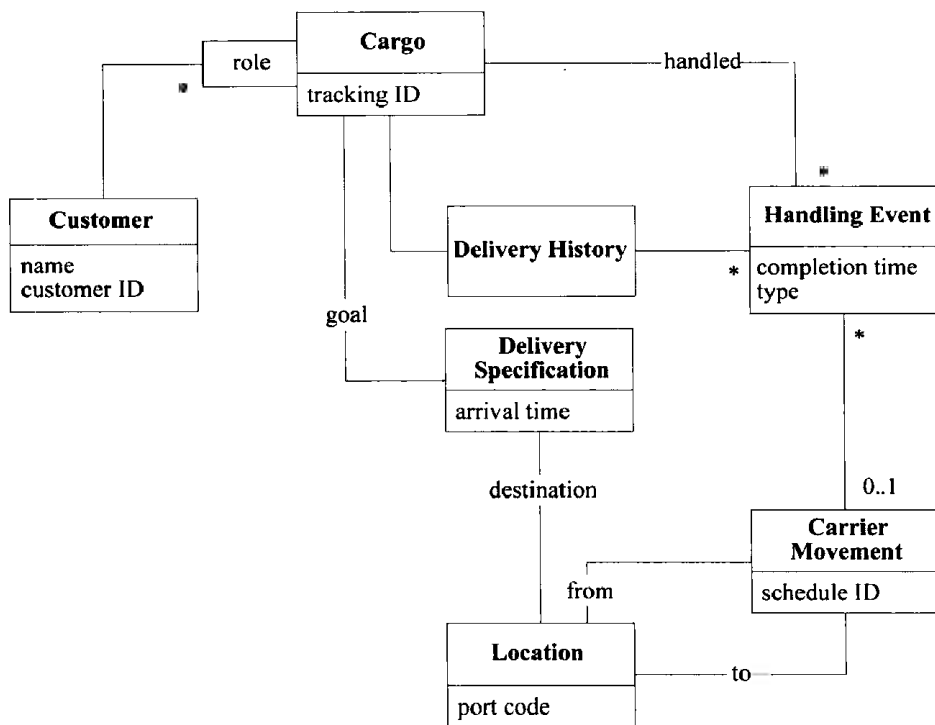 Cargo
role
handled
*
tracking ID
*
Customer
Handling Event
Delivery History
name
*
completion time
customer ID
type
goal
*
Delivery
Specification
arrival time
destination
0..1
Carrier
Movement
from
schedule ID
Location
to
port code